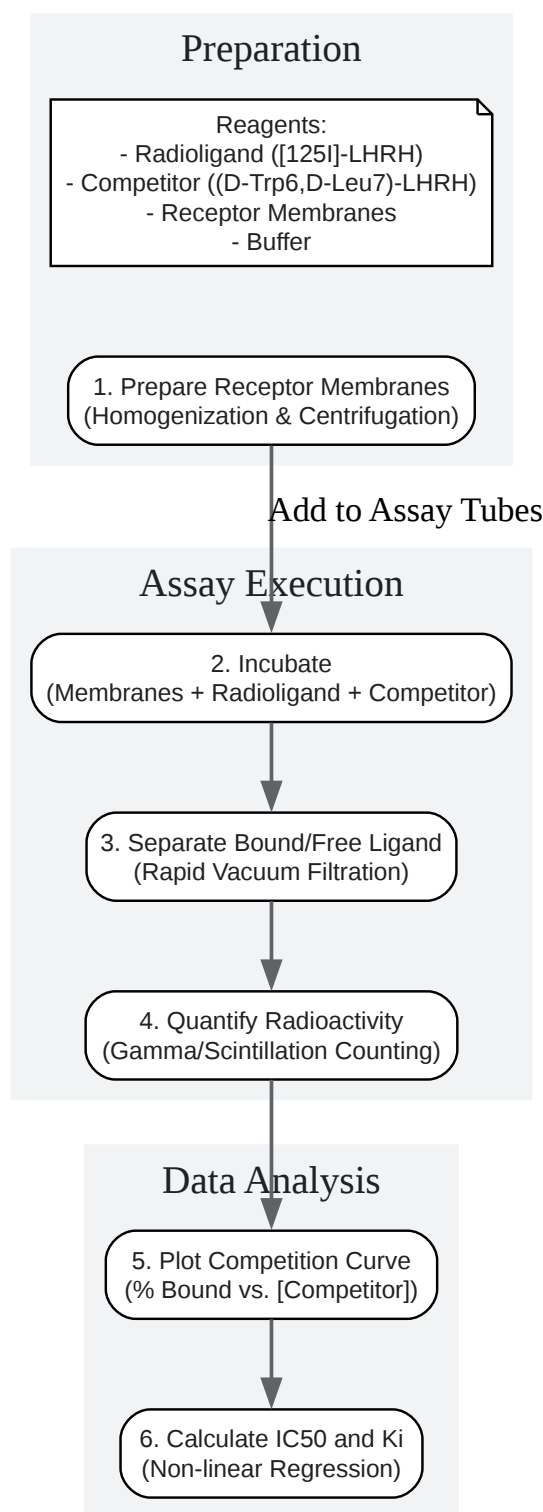 Preparation
Reagents:
- Radioligand ([125I]-LHRH)
- Competitor ((D-Trp6,D-Leu7)-LHRH)
- Receptor Membranes
- Buffer
1. Prepare Receptor Membranes
(Homogenization & Centrifugation)
Add to Assay Tubes
Assay Execution
2. Incubate
(Membranes + Radioligand + Competitor)
3. Separate Bound/Free Ligand
(Rapid Vacuum Filtration)
4. Quantify Radioactivity
(Gamma/Scintillation Counting)
Data Analysis
5. Plot Competition Curve
(% Bound vs. [Competitor])
6. Calculate IC50 and Ki
(Non-linear Regression)